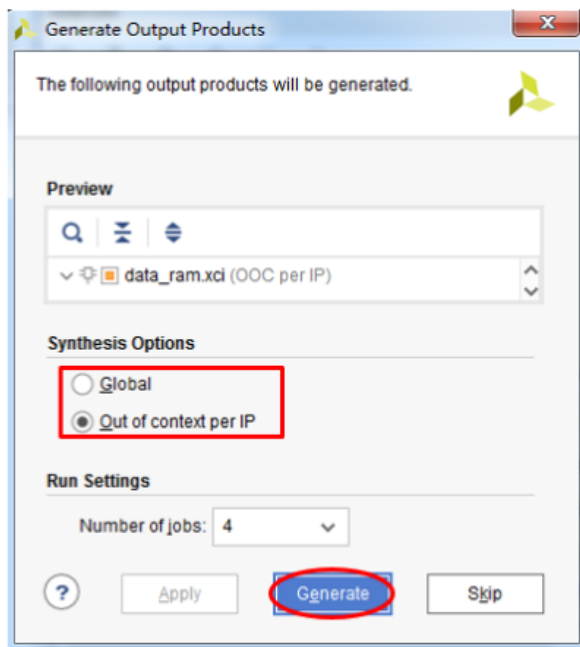 Generate Output Products
The following output products will be generated.
Preview
data_ram.xci (OOC per IP)
Synthesis Options
Global
Out of context per IP
Run Settings
Number of jobs: 4
? Apply Generate Skip